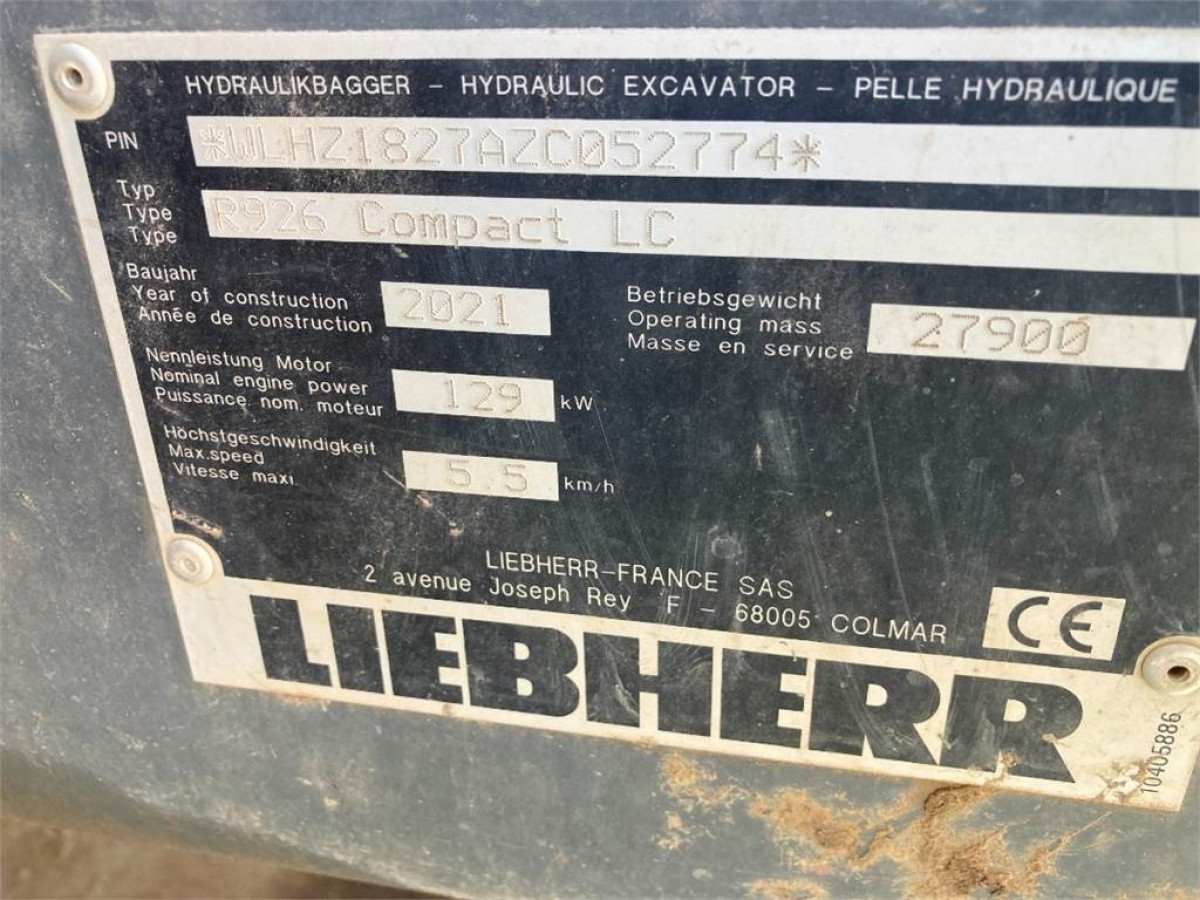 HYDRAULIKBAGGER - HYDRAULIC EXCAVATOR - PELLE HYDRAULIQUE
PIN *WLHZ1827AZC052774*
Typ
Type
Type
R926 Compact LC
Baujahr
Year of construction
Année de construction
2021
Betriebsgewicht
Operating mass
Masse en service
27900
Nennleistung Motor
Nominal engine power
Puissance nom. moteur
129 kW
Höchstgeschwindigkeit
Max.speed
Vitesse maxi.
5.5 km/h
LIEBHERR-FRANCE SAS
2 avenue Joseph Rey F - 68005 COLMAR
CE
LIEBHERR
10405886